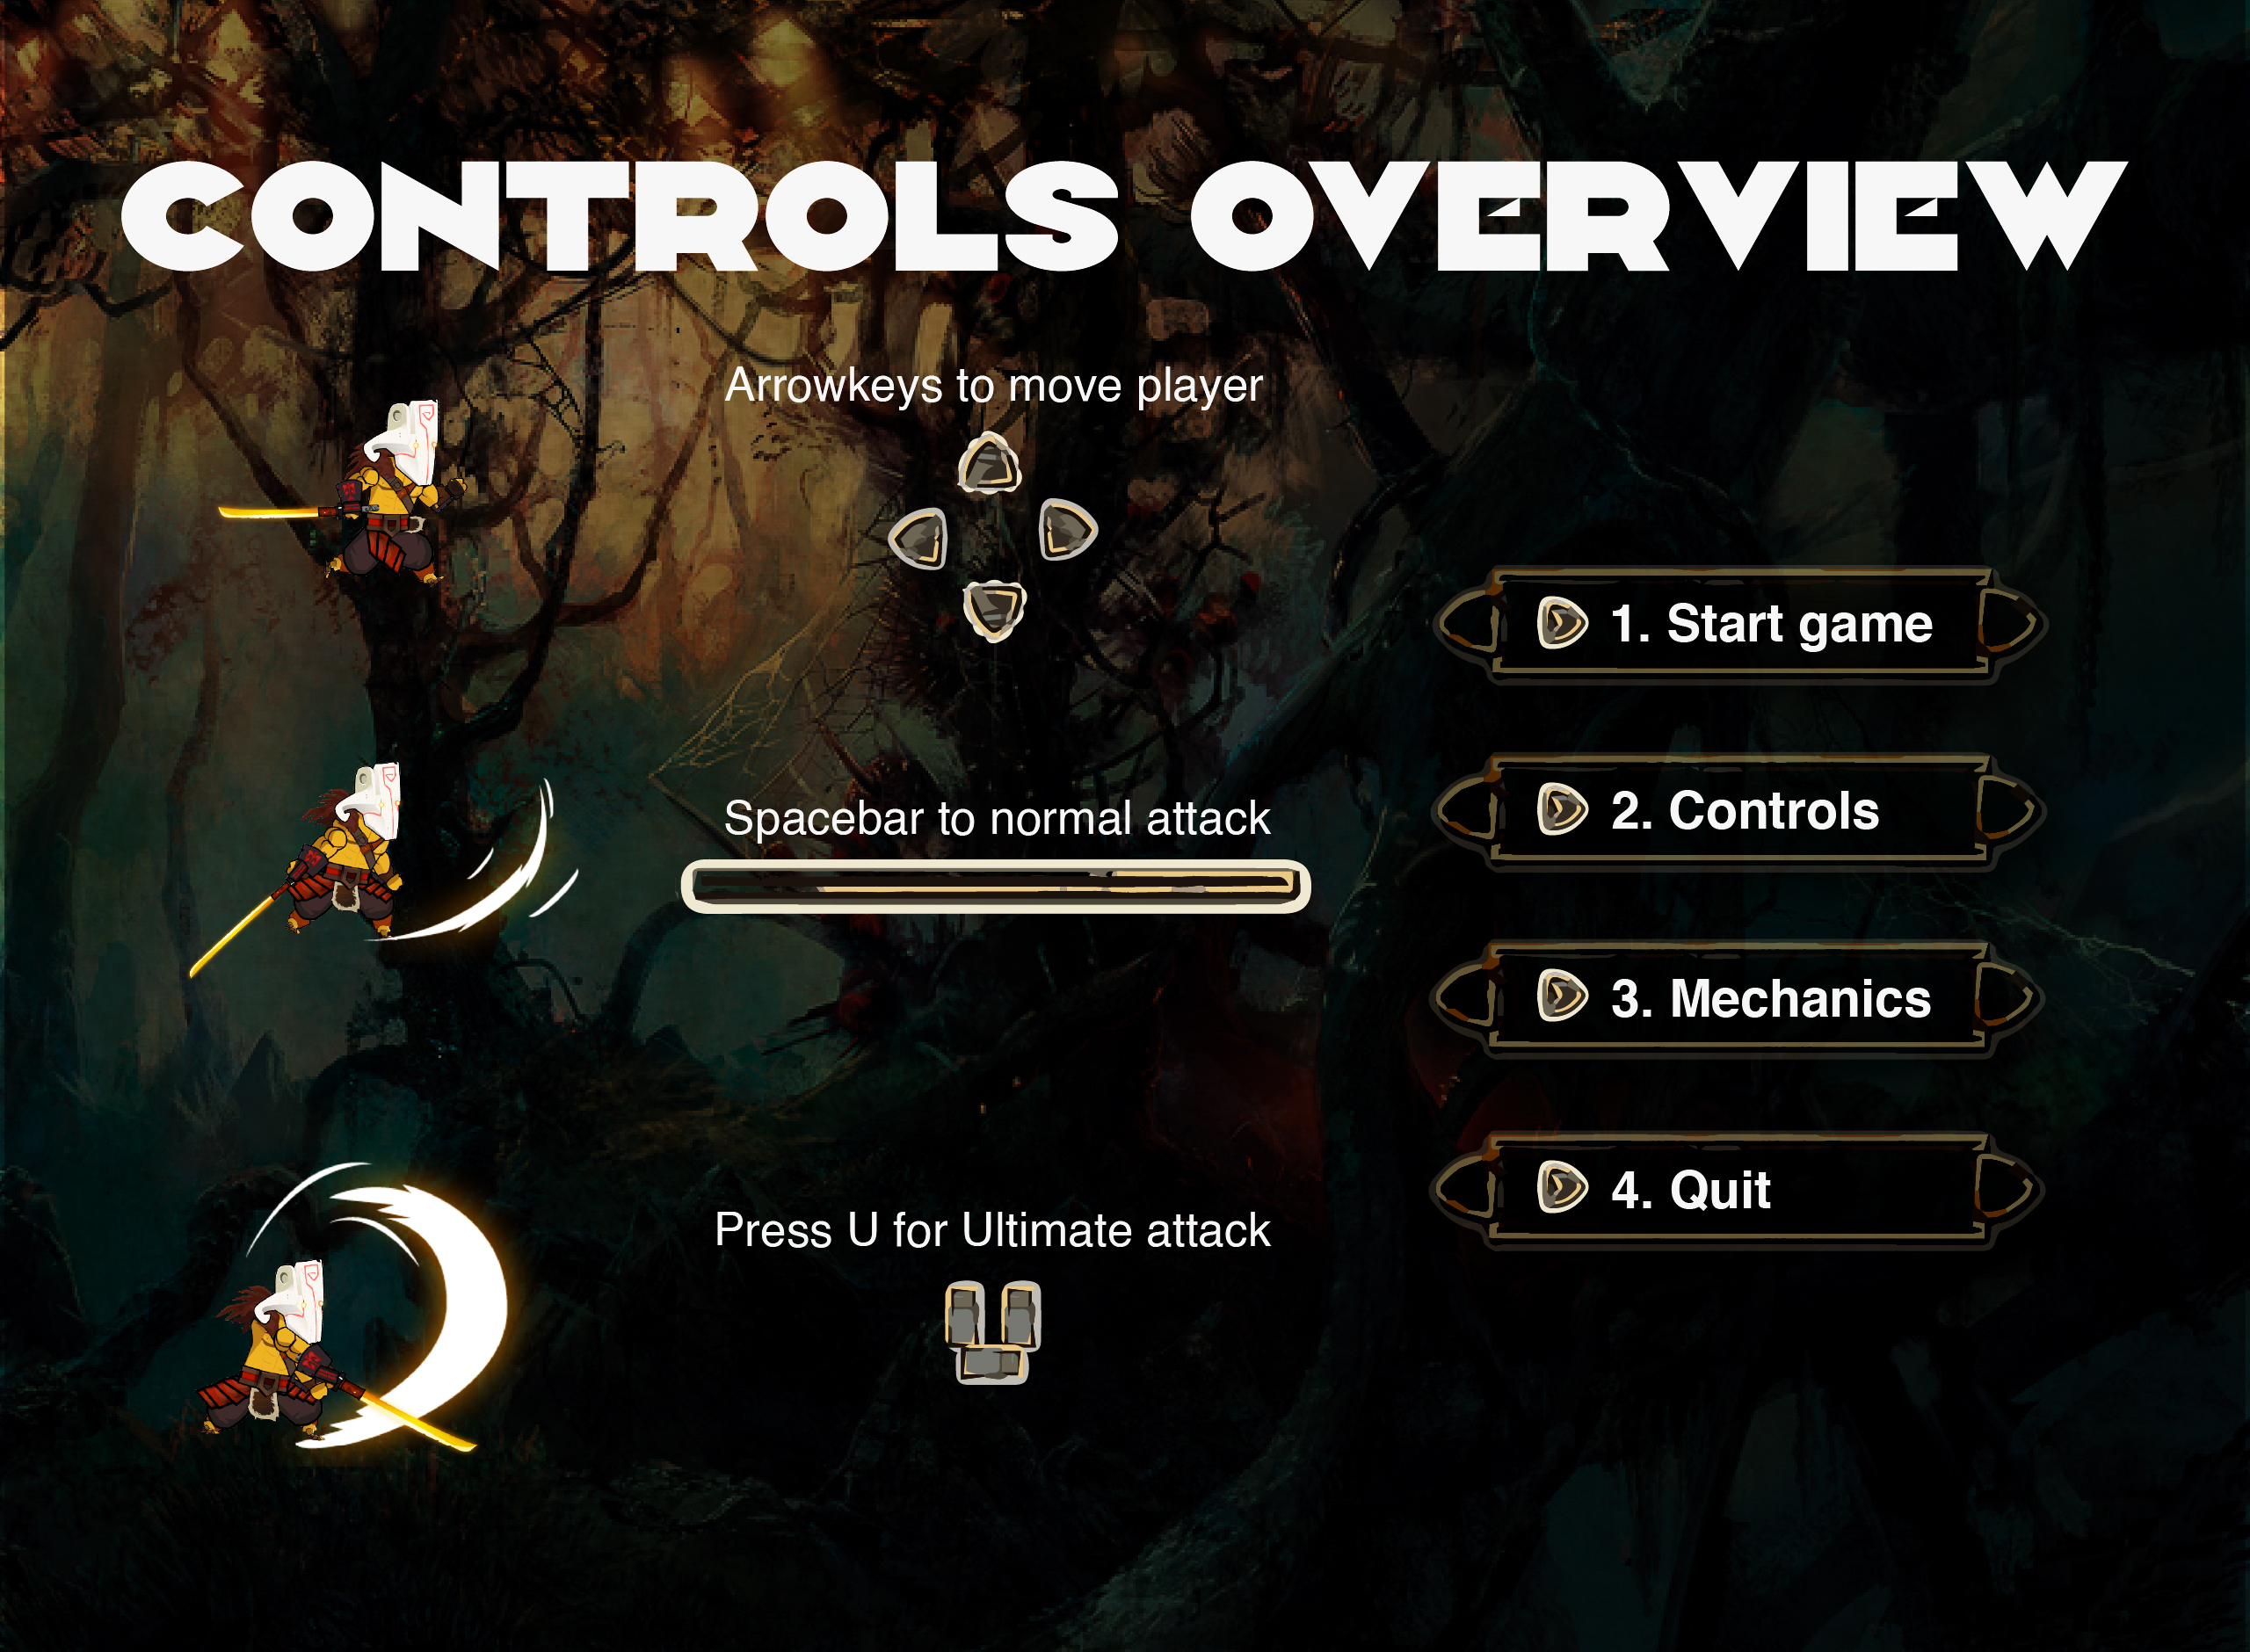 CONTROLS OVERVIEW
Arrowkeys to move player
Spacebar to normal attack
Press U for Ultimate attack
1. Start game
2. Controls
3. Mechanics
4. Quit